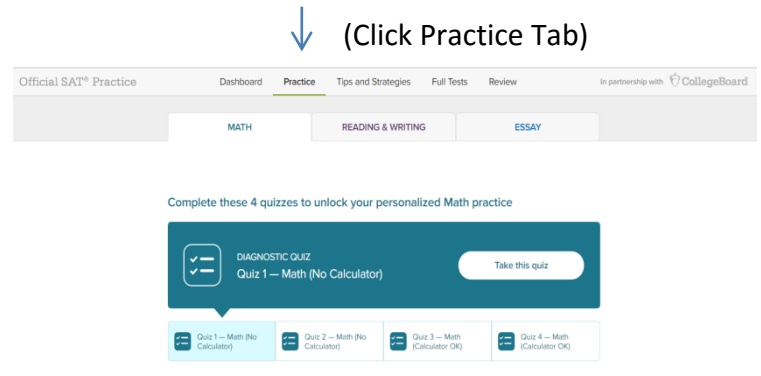 (Click Practice Tab)
Official SAT® Practice Dashboard Practice Tips and Strategies Full Tests Review In partnership with CollegeBoard
MATH READING & WRITING ESSAY
Complete these 4 quizzes to unlock your personalized Math practice
DIAGNOSTIC QUIZ
Quiz 1 — Math (No Calculator)
Take this quiz
Quiz 1 — Math (No
Calculator)
Quiz 2 — Math (No
Calculator)
Quiz 3 — Math
(Calculator OK)
Quiz 4 — Math
(Calculator OK)